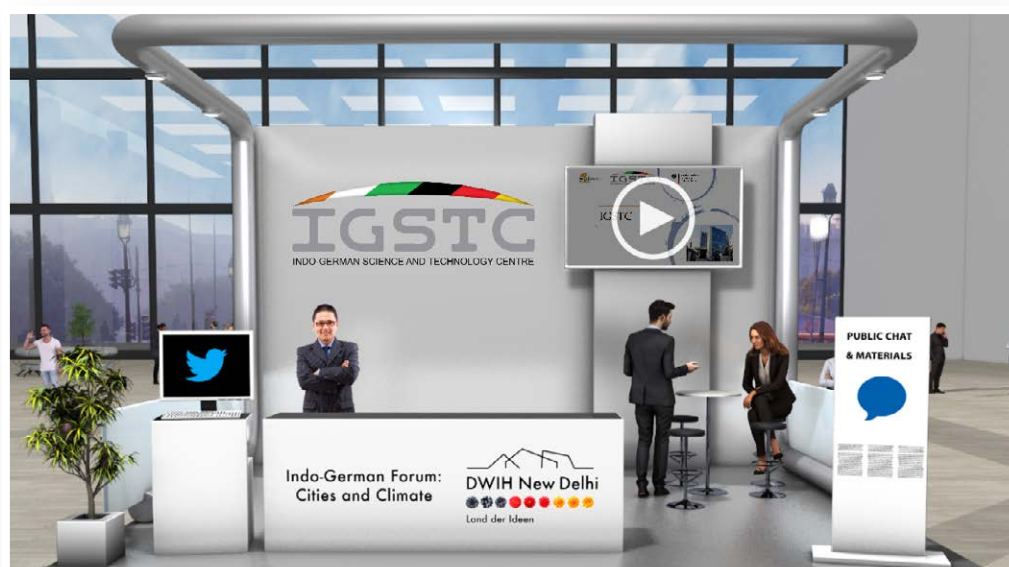 IGSTC
INDO-GERMAN SCIENCE AND TECHNOLOGY CENTRE
IGSTC
IGSTC
PUBLIC CHAT
& MATERIALS
Indo-German Forum:
Cities and Climate
DWIH New Delhi
Land der Ideen